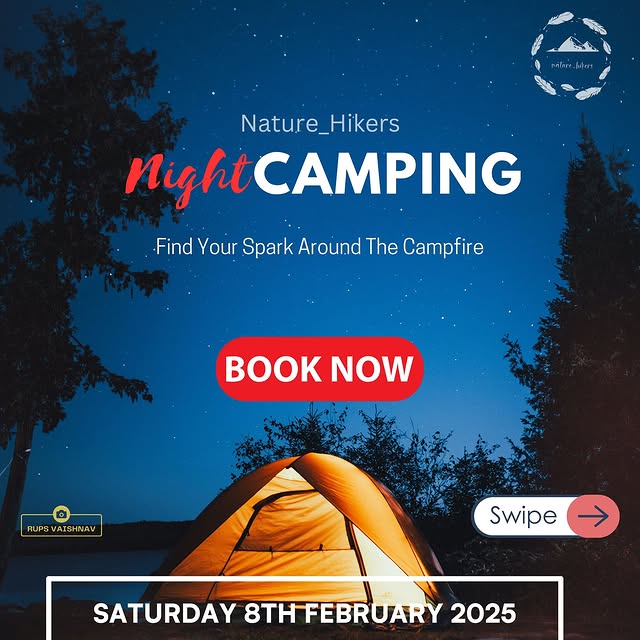 nature_hikers
Nature_Hikers
Night CAMPING
Find Your Spark Around The Campfire
BOOK NOW
Swipe
RUPS VAISHNAV
SATURDAY 8TH FEBRUARY 2025